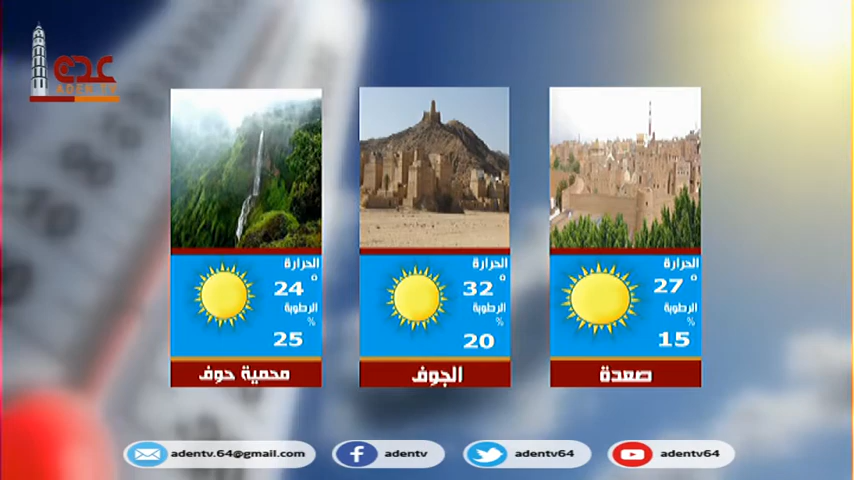 عدن
ADEN TV
الحرارة
27 °
الرطوبة
%
15
صعدة
الحرارة
32 °
الرطوبة
%
20
الجوف
الحرارة
24 °
الرطوبة
%
25
محمية حوف
adentv.64@gmail.com
adentv
adentv64
adentv64